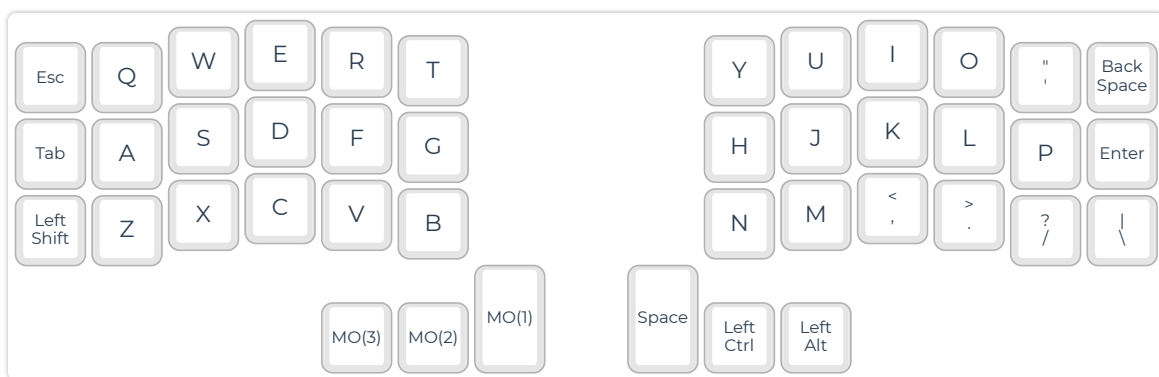 Esc Q W E R T Y U I O " ' Back Space
Tab A S D F G H J K L P Enter
Left Shift Z X C V B N M < , > . ? / | \
MO(3) MO(2) MO(1) Space Left Ctrl Left Alt